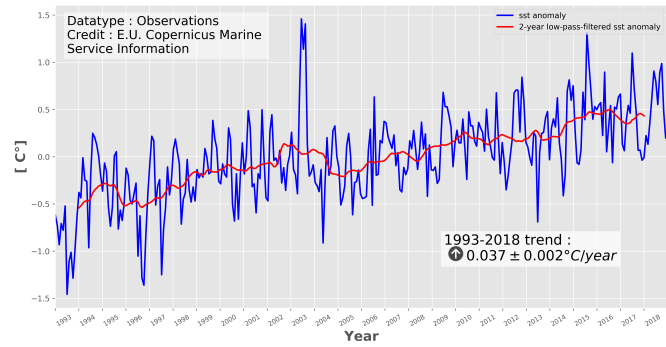 Datatype : Observations
Credit : E.U. Copernicus Marine
Service Information
sst anomaly
2-year low-pass-filtered sst anomaly
1.5
1.0
0.5
0.0
−0.5
−1.0
−1.5
[ C°]
1993-2018 trend :
0.037 ± 0.002°C/year
1993 1994 1995 1996 1997 1998 1999 2000 2001 2002 2003 2004 2005 2006 2007 2008 2009 2010 2011 2012 2013 2014 2015 2016 2017 2018
Year